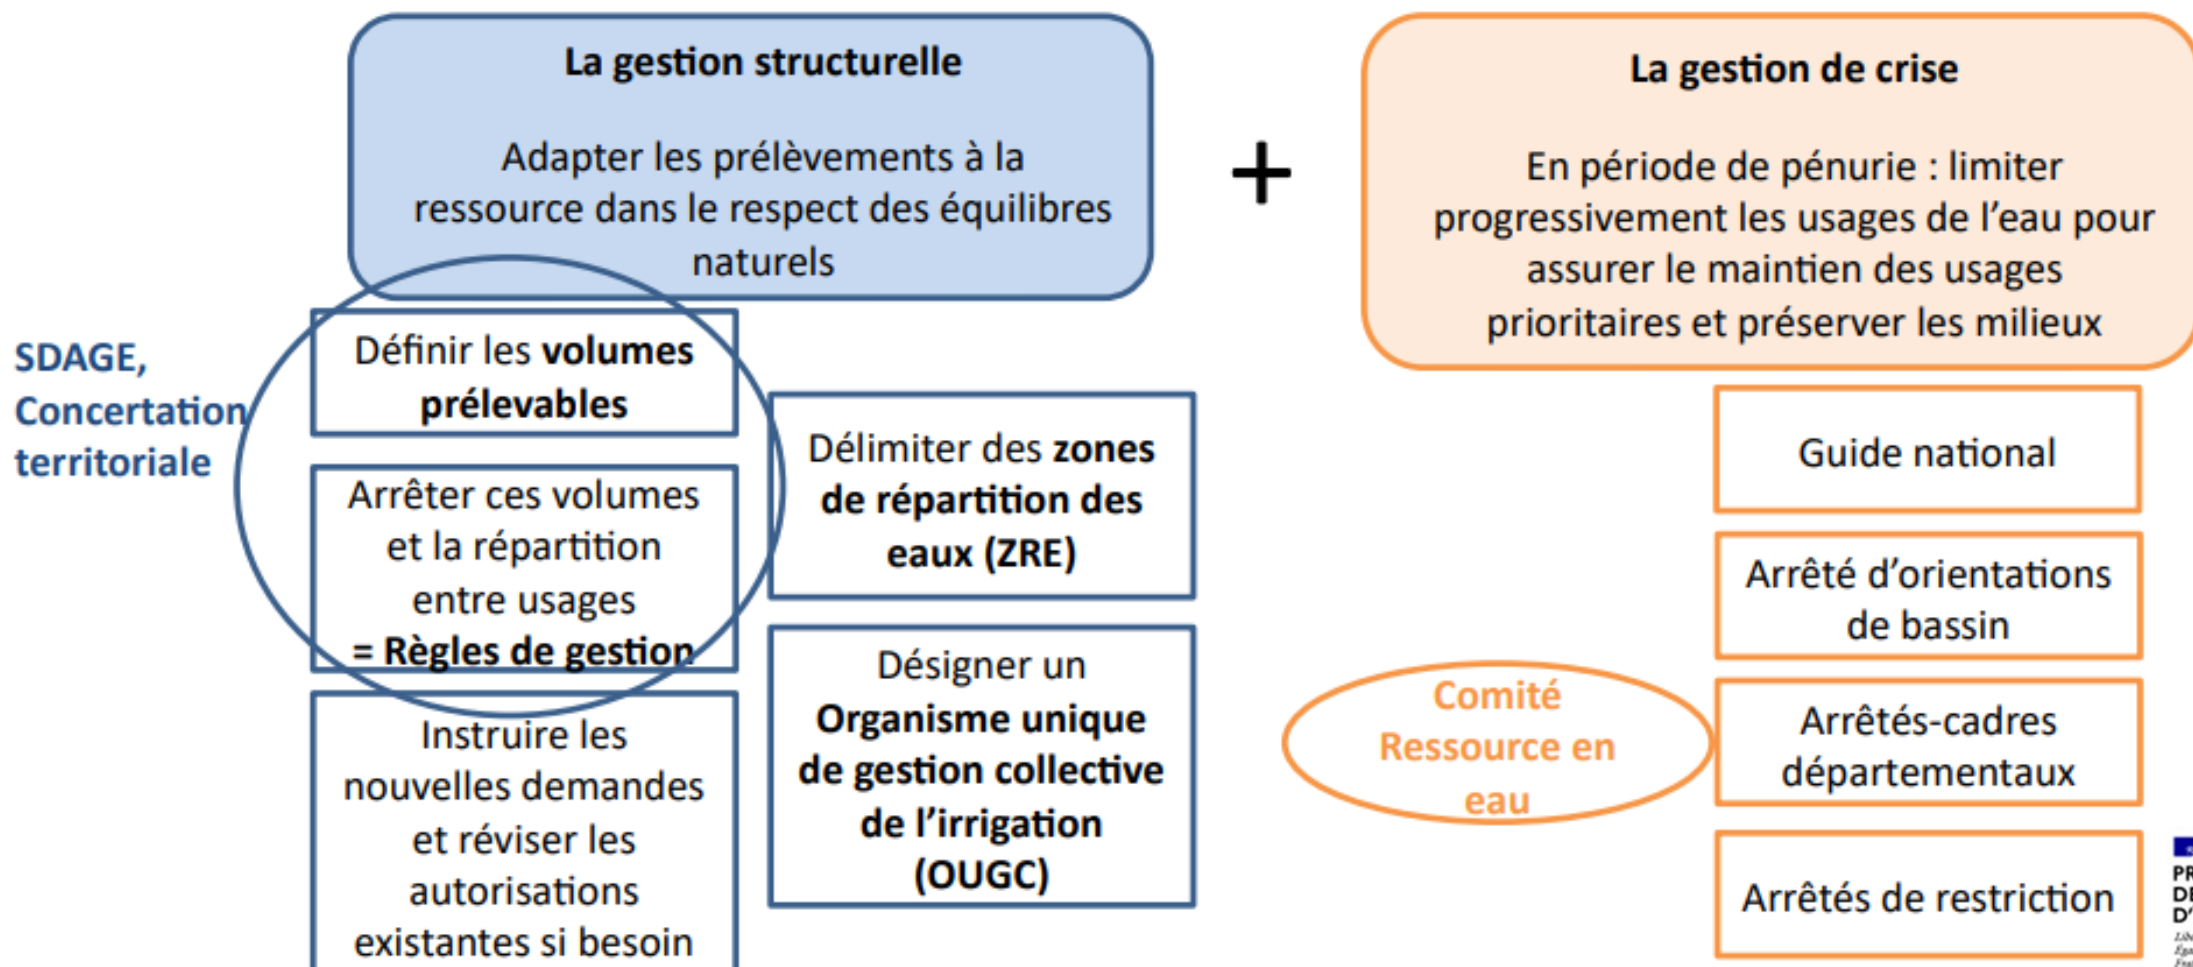 La gestion structurelle
Adapter les prélèvements à la
ressource dans le respect des équilibres
naturels
+
La gestion de crise
En période de pénurie : limiter
progressivement les usages de l’eau pour
assurer le maintien des usages
prioritaires et préserver les milieux
SDAGE,
Concertation
territoriale
Définir les volumes
prélevables
Arrêter ces volumes
et la répartition
entre usages
= Règles de gestion
Instruire les
nouvelles demandes
et réviser les
autorisations
existantes si besoin
Délimiter des zones
de répartition des
eaux (ZRE)
Désigner un
Organisme unique
de gestion collective
de l’irrigation
(OUGC)
Comité
Ressource en
eau
Guide national
Arrêté d’orientations
de bassin
Arrêtés-cadres
départementaux
Arrêtés de restriction